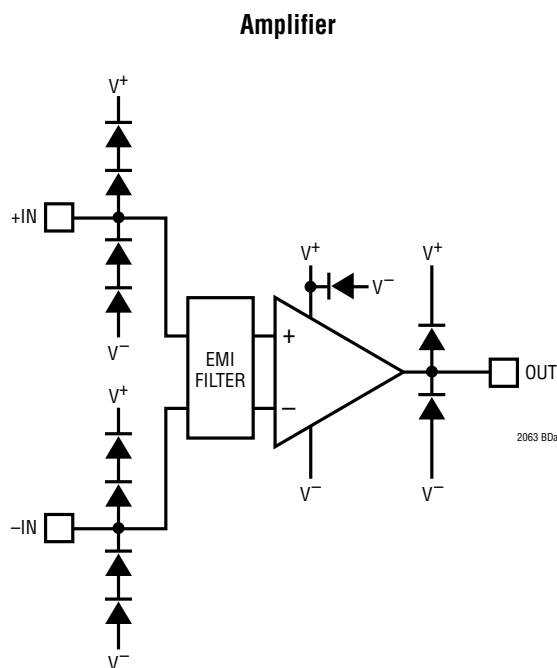 Amplifier
V+
+IN
V−
V+
V−
V+
EMI
FILTER
+
−
V+
V−
OUT
2063 BDa
V−
V−
−IN
V−